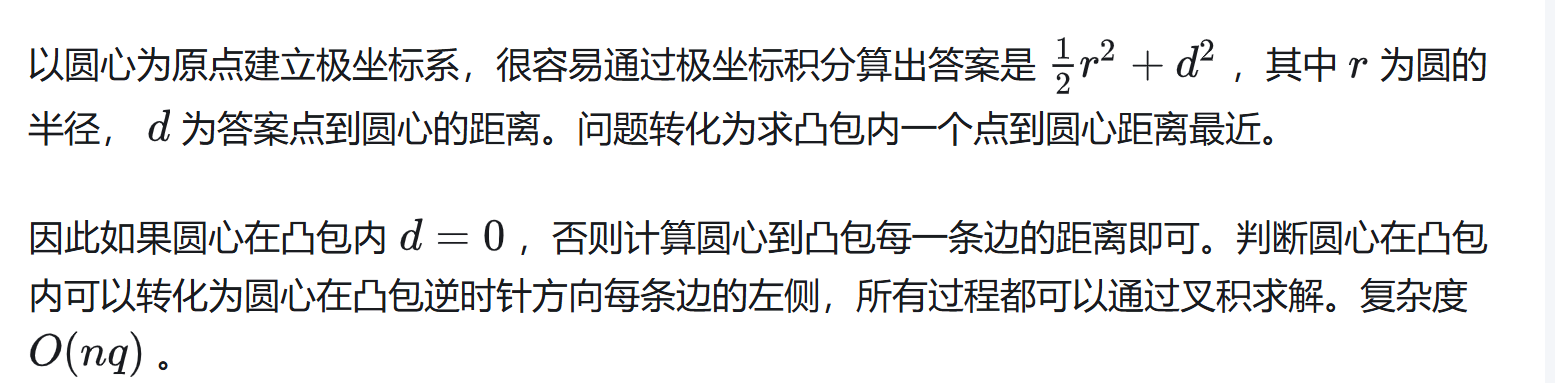 以圆心为原点建立极坐标系，很容易通过极坐标积分算出答案是 $\frac{1}{2}r^2 + d^2$ ，其中 $r$ 为圆的
半径， $d$ 为答案点到圆心的距离。问题转化为求凸包内一个点到圆心距离最近。
因此如果圆心在凸包内 $d = 0$ ，否则计算圆心到凸包每一条边的距离即可。判断圆心在凸包
内可以转化为圆心在凸包逆时针方向每条边的左侧，所有过程都可以通过叉积求解。复杂度
$O(nq)$ 。